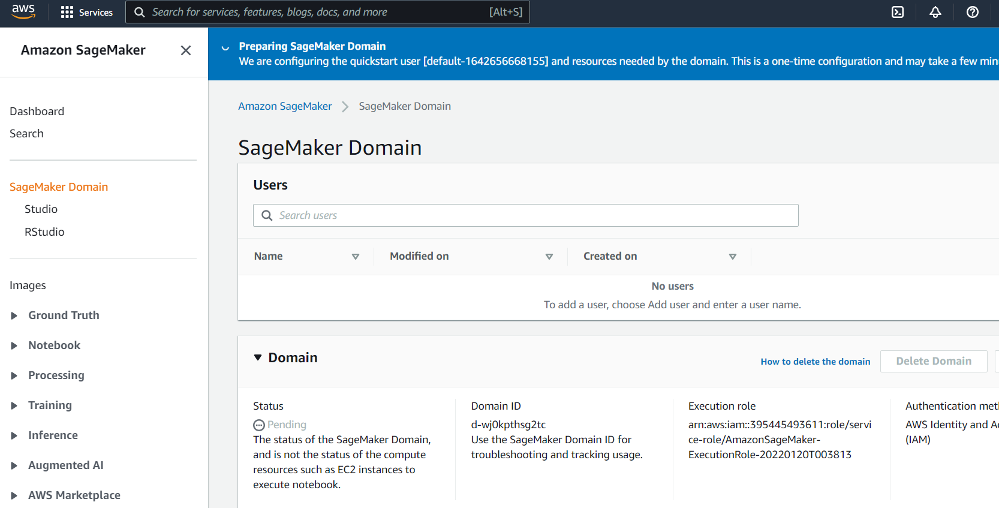 aws
Services
Search for services, features, blogs, docs, and more [Alt+S]
Amazon SageMaker
Preparing SageMaker Domain
We are configuring the quickstart user [default-1642656668155] and resources needed by the domain. This is a one-time configuration and may take a few min
Dashboard
Search
SageMaker Domain
Studio
RStudio
Images
Ground Truth
Notebook
Processing
Training
Inference
Augmented AI
AWS Marketplace
Amazon SageMaker
SageMaker Domain
SageMaker Domain
Users
Search users
Name
Modified on
Created on
No users
To add a user, choose Add user and enter a user name.
Domain
How to delete the domain
Delete Domain
Status
Pending
The status of the SageMaker Domain,
and is not the status of the compute
resources such as EC2 instances to
execute notebook.
Domain ID
d-wj0kpthsg2tc
Use the SageMaker Domain ID for
troubleshooting and tracking usage.
Execution role
arn:aws:iam::395445493611:role/servi
ce-role/AmazonSageMaker-
ExecutionRole-20220120T003813
Authentication met
AWS Identity and A
(IAM)